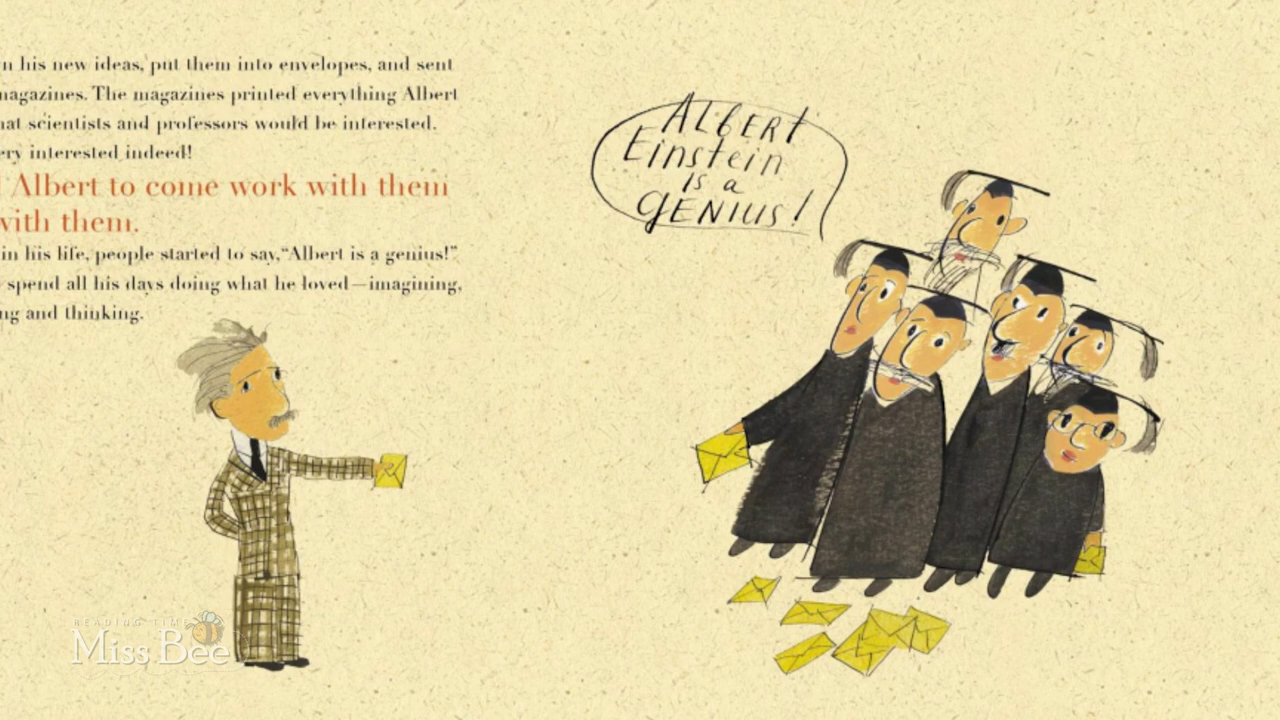 n his new ideas, put them into envelopes, and sent
magazines. The magazines printed everything Albert
hat scientists and professors would be interested.
ery interested indeed!
Albert to come work with them
with them.
in his life, people started to say, “Albert is a genius!”
spend all his days doing what he loved—imagining,
ng and thinking.
ALBERT
Einstein
is a
GENIUS!
READING TIME
Miss Bee